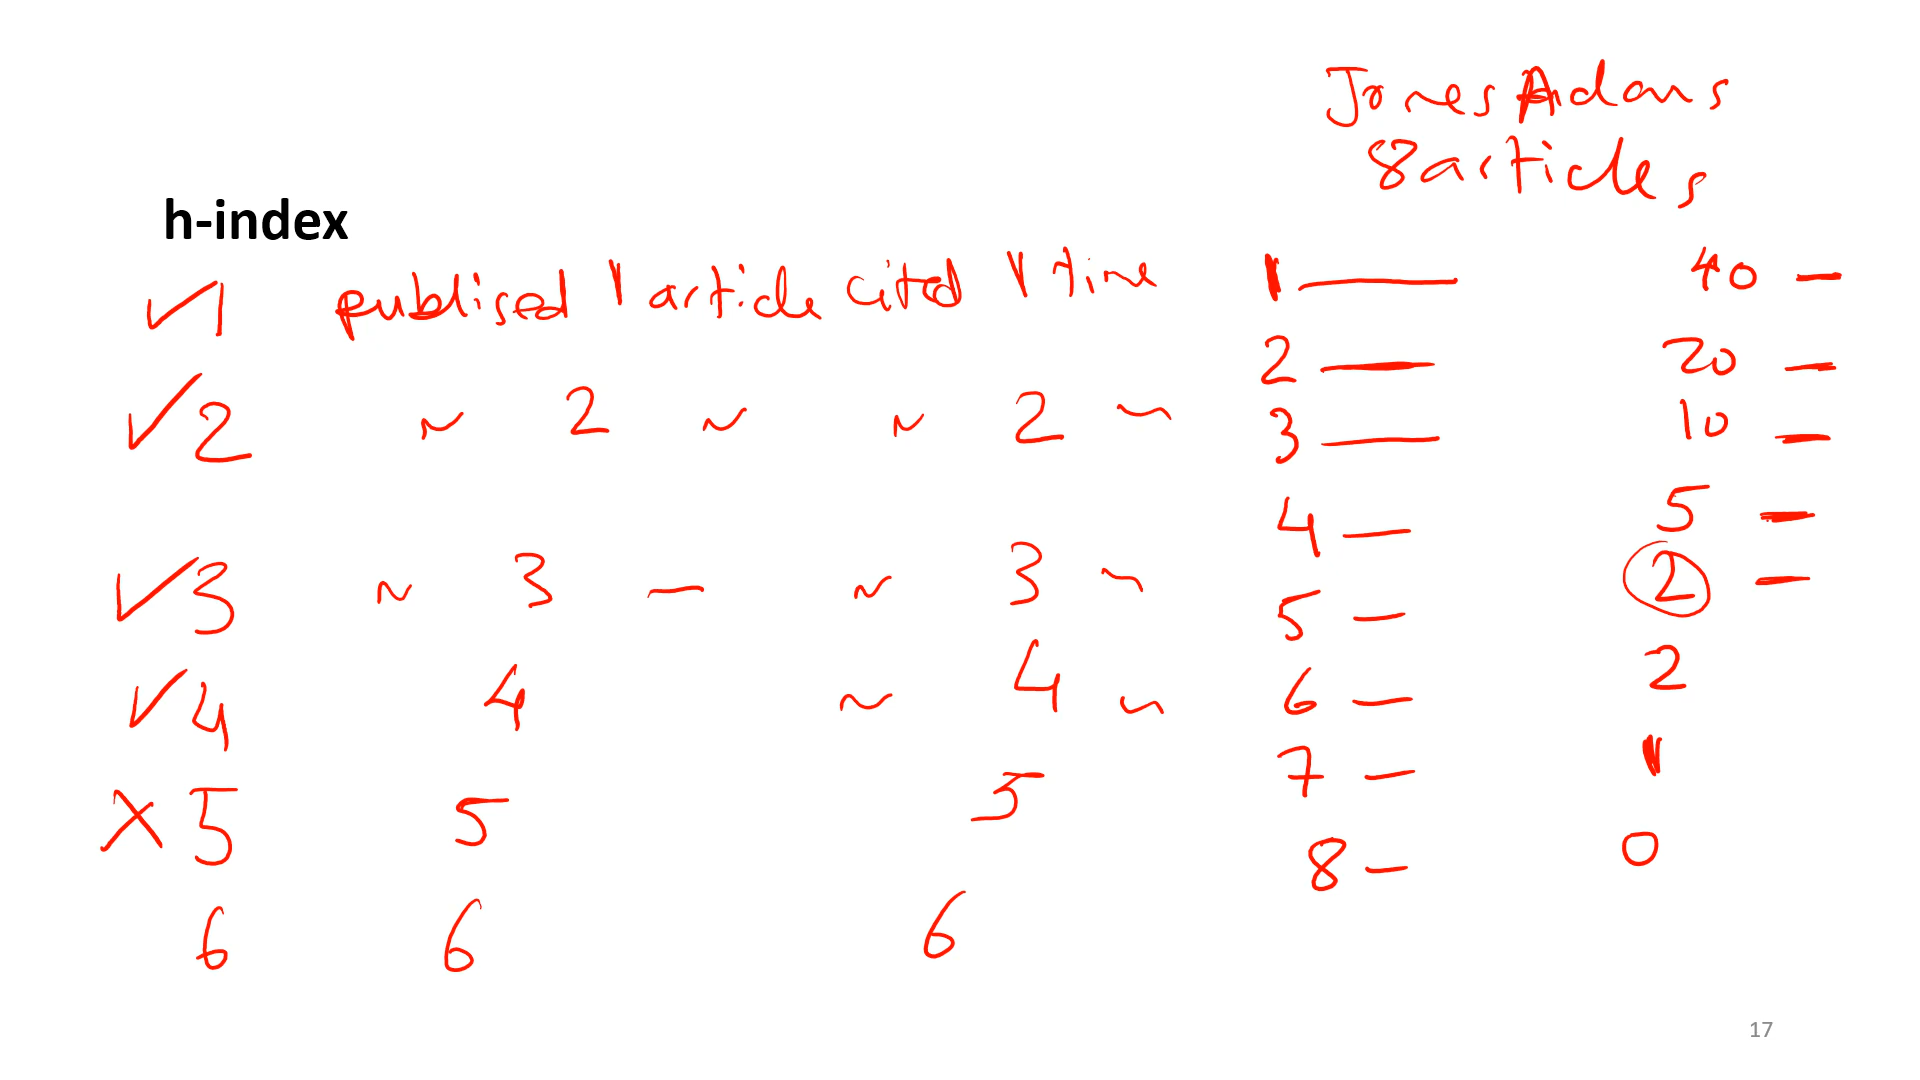 Jones Adams
8 articles
h-index
✓ 1 publised 1 article cited 1 time
✓ 2 ~ 2 ~ ~ 2 ~
✓ 3 ~ 3 — ~ 3 ~
✓ 4 4 ~ 4 ~
✗ 5 5 5
6 6 6
1 — 40 —
2 — 20 —
3 — 10 —
4 — 5 —
5 — 2 —
6 — 2
7 — 1
8 — 0
17